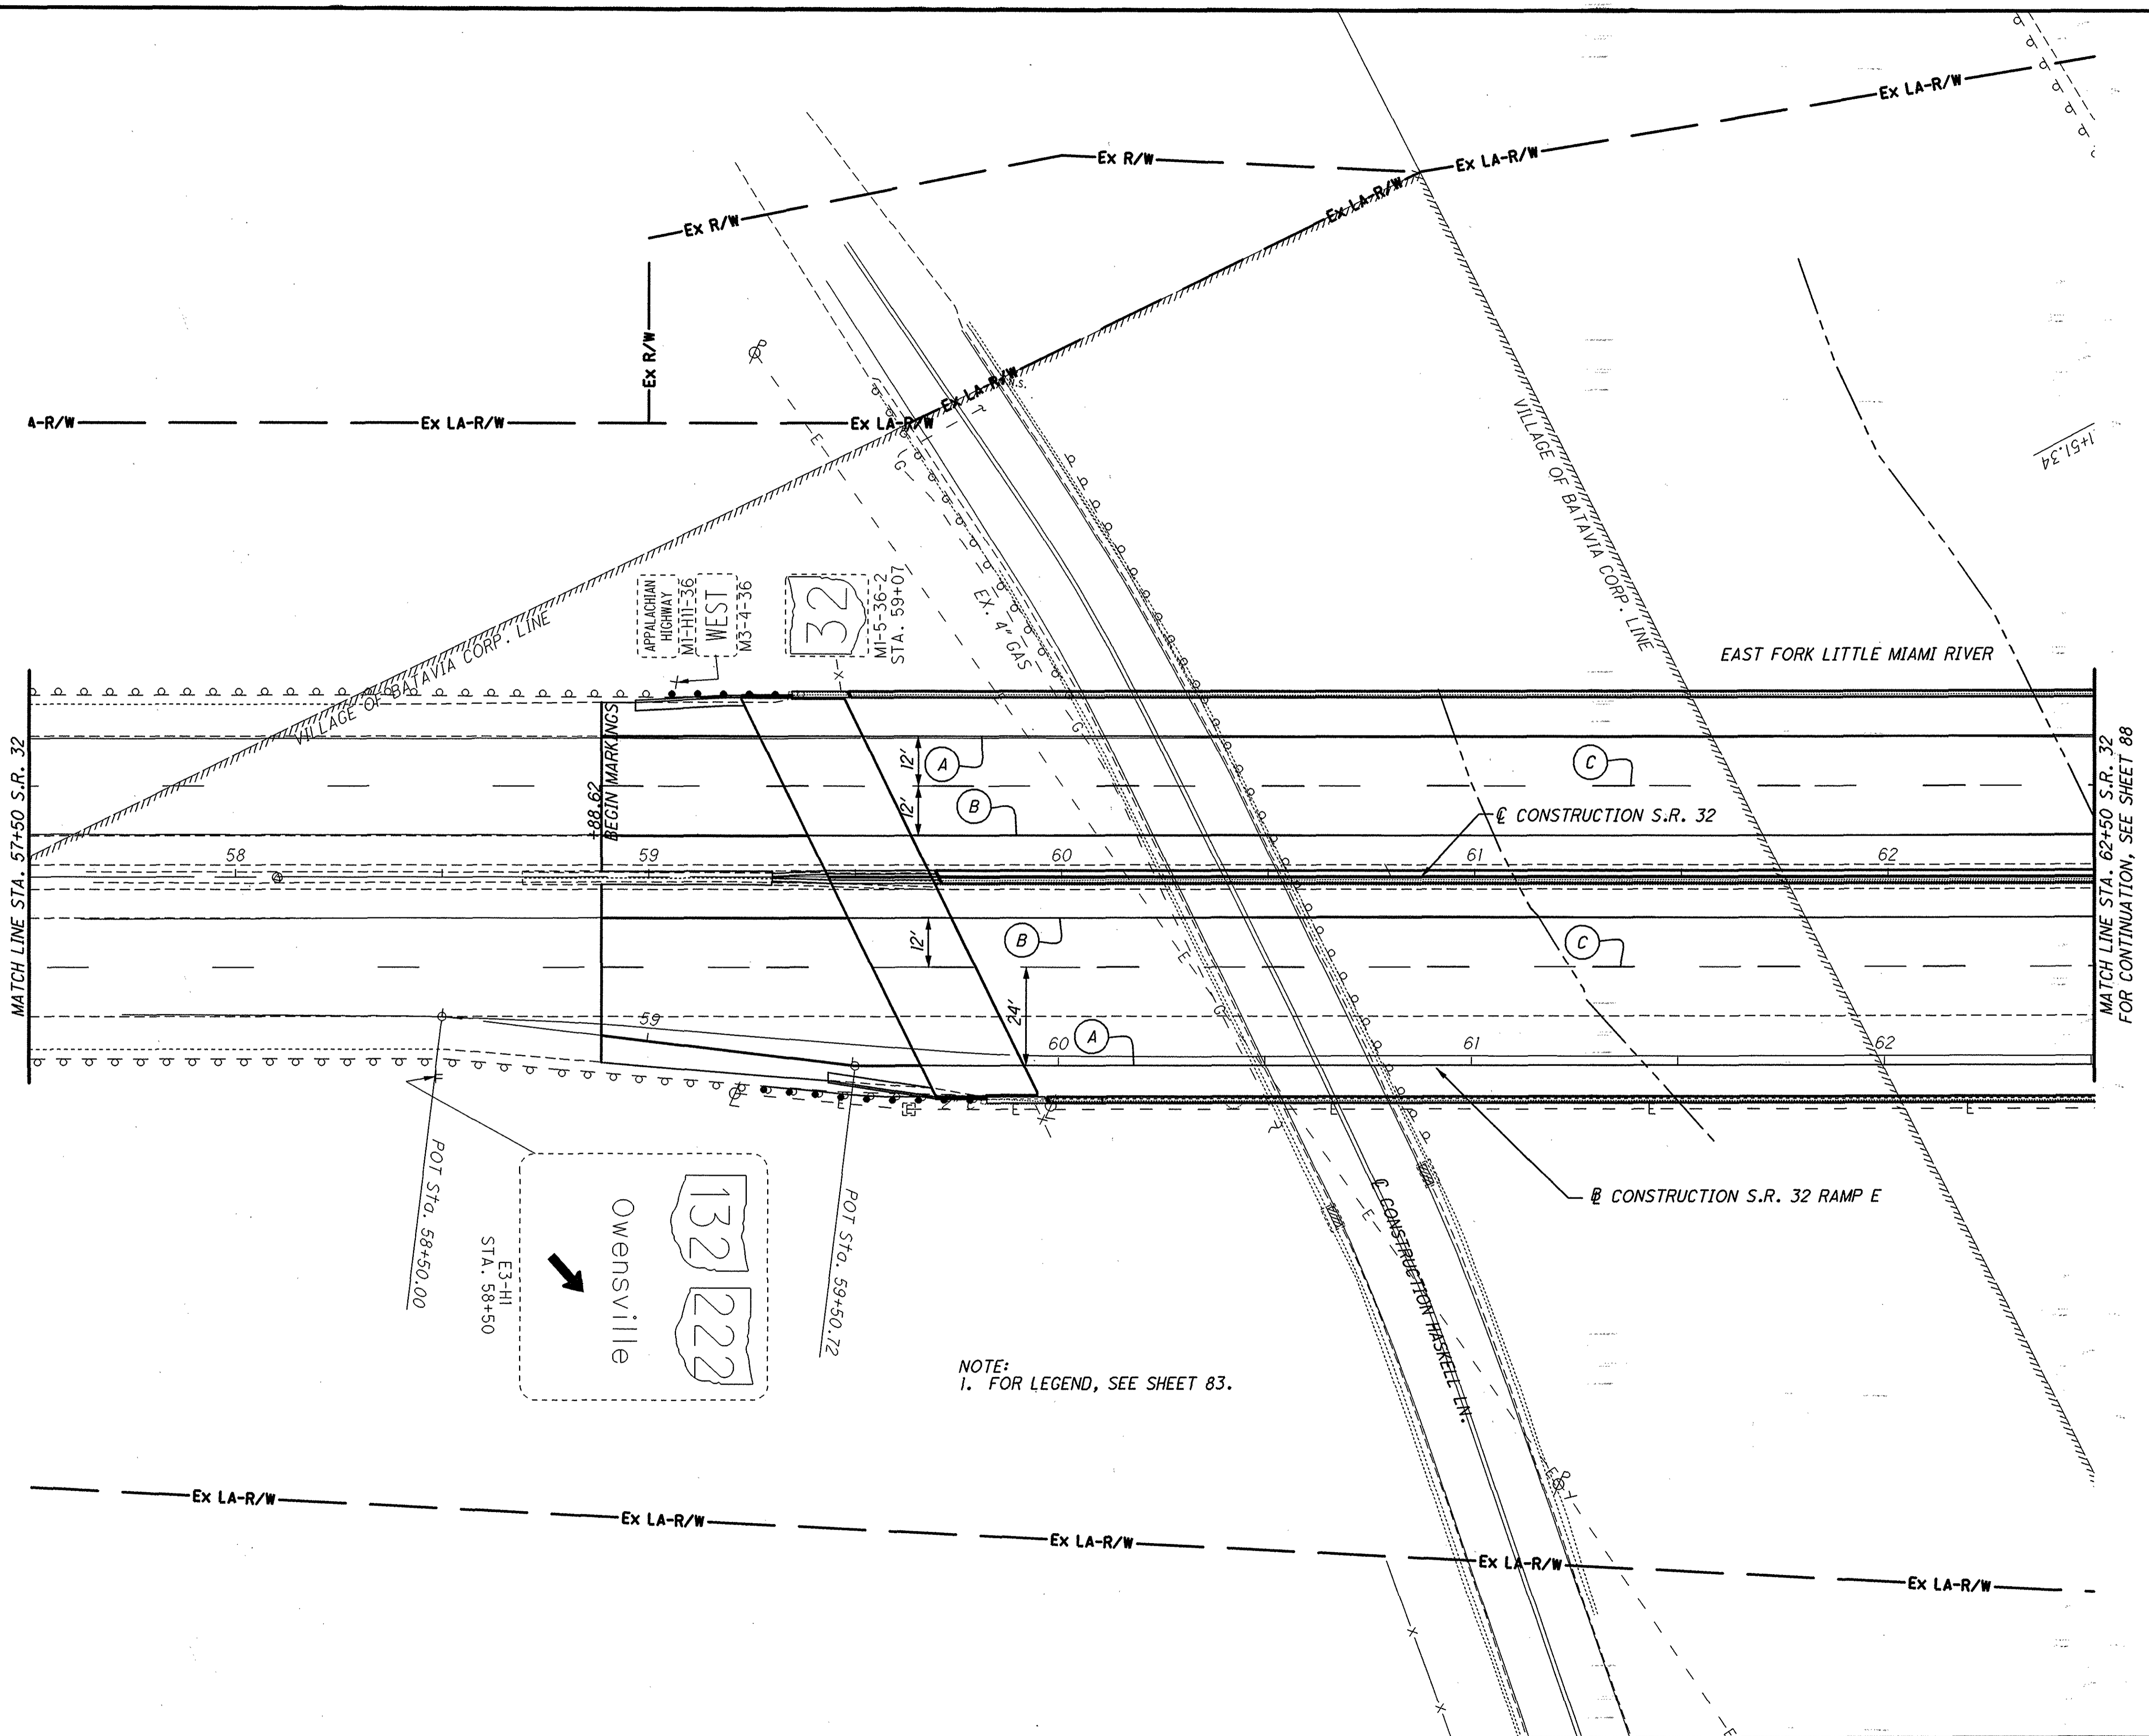 Ex LA-R/W
Ex R/W
Ex LA-R/W
Ex LA-R/W
Ex R/W
Ex R/W
Ex LA-R/W
A-R/W
Ex LA-R/W
Ex LA-R/W
1+51.34
G
E
EX. 4" GAS
VILLAGE OF BATAVIA CORP. LINE
VILLAGE OF BATAVIA CORP. LINE
APPALACHIAN
HIGHWAY
M1-H11-36
WEST
M3-4-36
32
M1-5-36-2
STA. 59+07
EAST FORK LITTLE MIAMI RIVER
MATCH LINE STA. 57+50 S.R. 32
+88.62
BEGIN MARKINGS
12'
A
12'
B
C
℄ CONSTRUCTION S.R. 32
G
58
59
60
61
62
MATCH LINE STA. 62+50 S.R. 32
FOR CONTINUATION, SEE SHEET 88
12'
B
C
E
G
24'
59
60
A
61
62
E
E
E
E
E
POT Sta. 58+50.00
E3-H1
STA. 58+50
132
222
Owensville
POT Sta. 59+50.72
B CONSTRUCTION S.R. 32 RAMP E
℄ CONSTRUCTION HASKELL LN.
E
NOTE:
1. FOR LEGEND, SEE SHEET 83.
E
Ex LA-R/W
Ex LA-R/W
Ex LA-R/W
Ex LA-R/W
Ex LA-R/W
E